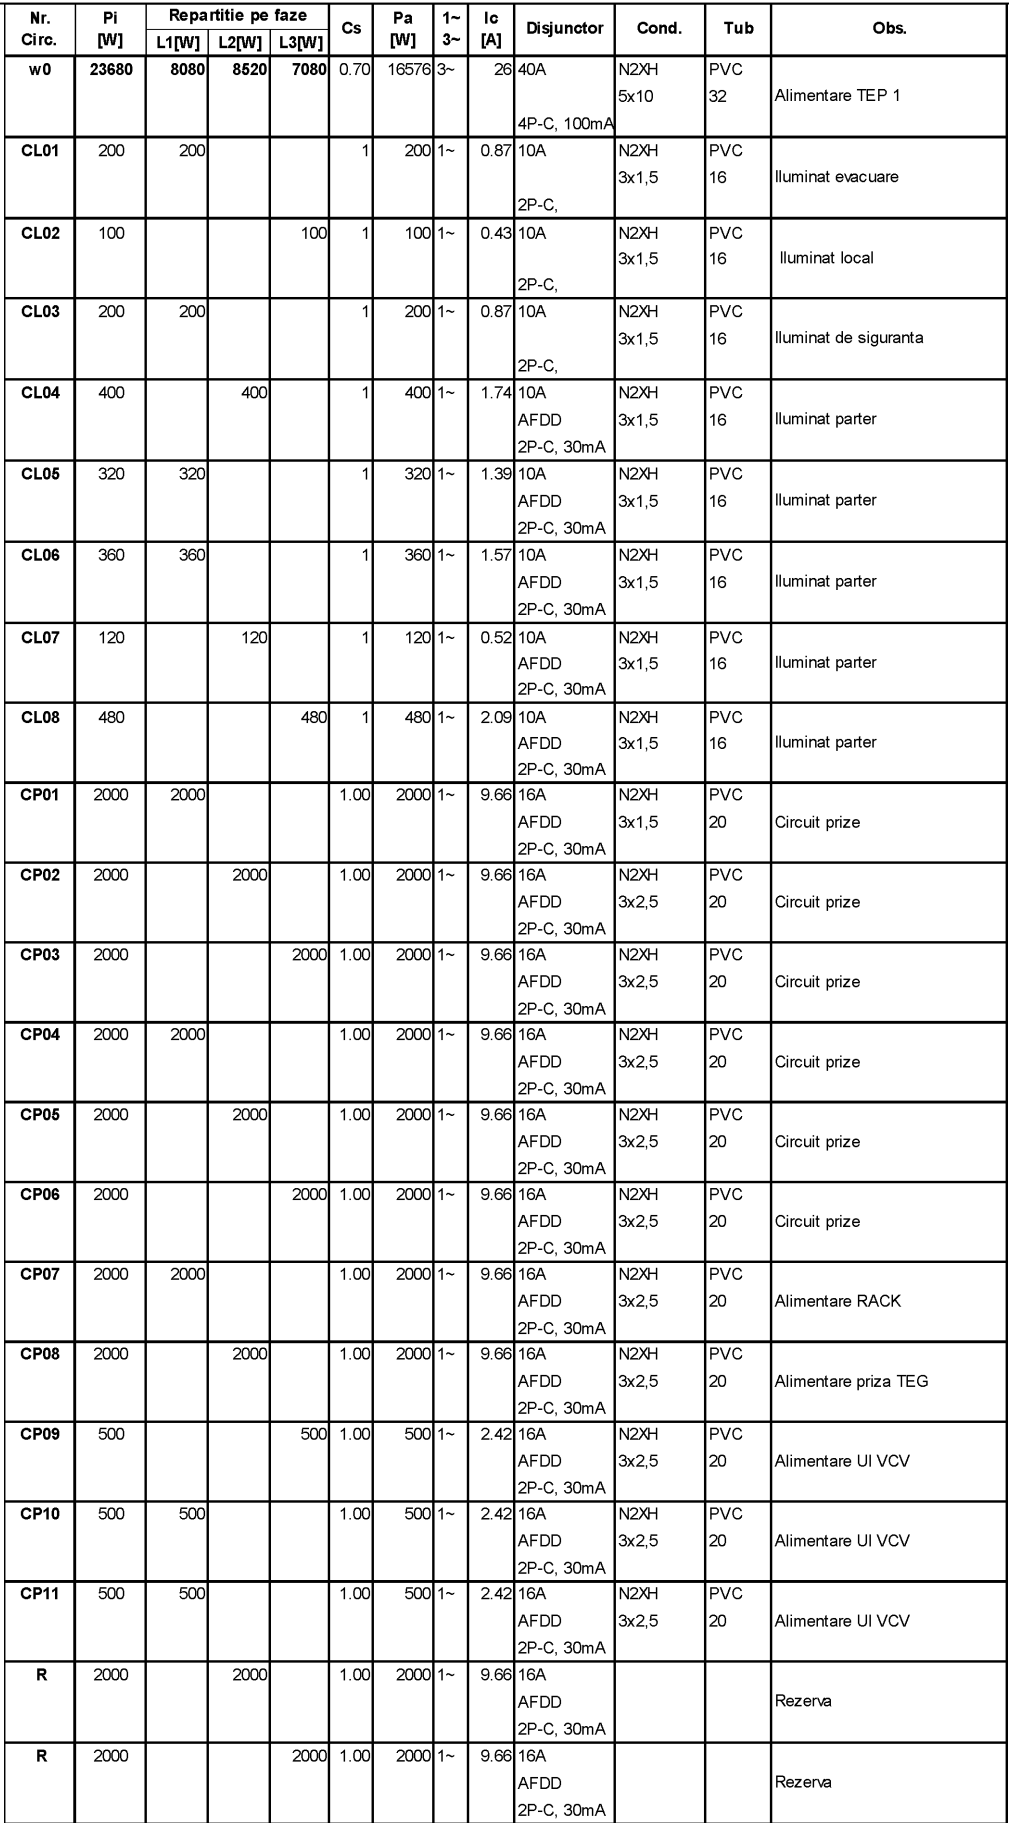 Nr. Circ. Pi [W] Repartitie pe faze L1[W] L2[W] L3[W] Cs Pa [W] 1~ 3~ Ic [A] Disjunctor Cond. Tub Obs.
w0 23680 8080 8520 7080 0.70 16576 3~ 26 40A N2XH PVC
5x10 32 Alimentare TEP 1
4P-C, 100mA
CL01 200 200 1 200 1~ 0.87 10A N2XH PVC
3x1,5 16 Iluminat evacuare
2P-C,
CL02 100 100 1 100 1~ 0.43 10A N2XH PVC
3x1,5 16 Iluminat local
2P-C,
CL03 200 200 1 200 1~ 0.87 10A N2XH PVC
3x1,5 16 Iluminat de siguranta
2P-C,
CL04 400 400 1 400 1~ 1.74 10A N2XH PVC
AFDD 3x1,5 16 Iluminat parter
2P-C, 30mA
CL05 320 320 1 320 1~ 1.39 10A N2XH PVC
AFDD 3x1,5 16 Iluminat parter
2P-C, 30mA
CL06 360 360 1 360 1~ 1.57 10A N2XH PVC
AFDD 3x1,5 16 Iluminat parter
2P-C, 30mA
CL07 120 120 1 120 1~ 0.52 10A N2XH PVC
AFDD 3x1,5 16 Iluminat parter
2P-C, 30mA
CL08 480 480 1 480 1~ 2.09 10A N2XH PVC
AFDD 3x1,5 16 Iluminat parter
2P-C, 30mA
CP01 2000 2000 1.00 2000 1~ 9.66 16A N2XH PVC
AFDD 3x1,5 20 Circuit prize
2P-C, 30mA
CP02 2000 2000 1.00 2000 1~ 9.66 16A N2XH PVC
AFDD 3x2,5 20 Circuit prize
2P-C, 30mA
CP03 2000 2000 1.00 2000 1~ 9.66 16A N2XH PVC
AFDD 3x2,5 20 Circuit prize
2P-C, 30mA
CP04 2000 2000 1.00 2000 1~ 9.66 16A N2XH PVC
AFDD 3x2,5 20 Circuit prize
2P-C, 30mA
CP05 2000 2000 1.00 2000 1~ 9.66 16A N2XH PVC
AFDD 3x2,5 20 Circuit prize
2P-C, 30mA
CP06 2000 2000 1.00 2000 1~ 9.66 16A N2XH PVC
AFDD 3x2,5 20 Circuit prize
2P-C, 30mA
CP07 2000 2000 1.00 2000 1~ 9.66 16A N2XH PVC
AFDD 3x2,5 20 Alimentare RACK
2P-C, 30mA
CP08 2000 2000 1.00 2000 1~ 9.66 16A N2XH PVC
AFDD 3x2,5 20 Alimentare priza TEG
2P-C, 30mA
CP09 500 500 1.00 500 1~ 2.42 16A N2XH PVC
AFDD 3x2,5 20 Alimentare UI VCV
2P-C, 30mA
CP10 500 500 1.00 500 1~ 2.42 16A N2XH PVC
AFDD 3x2,5 20 Alimentare UI VCV
2P-C, 30mA
CP11 500 500 1.00 500 1~ 2.42 16A N2XH PVC
AFDD 3x2,5 20 Alimentare UI VCV
2P-C, 30mA
R 2000 2000 1.00 2000 1~ 9.66 16A
AFDD Rezerva
2P-C, 30mA
R 2000 2000 1.00 2000 1~ 9.66 16A
AFDD Rezerva
2P-C, 30mA